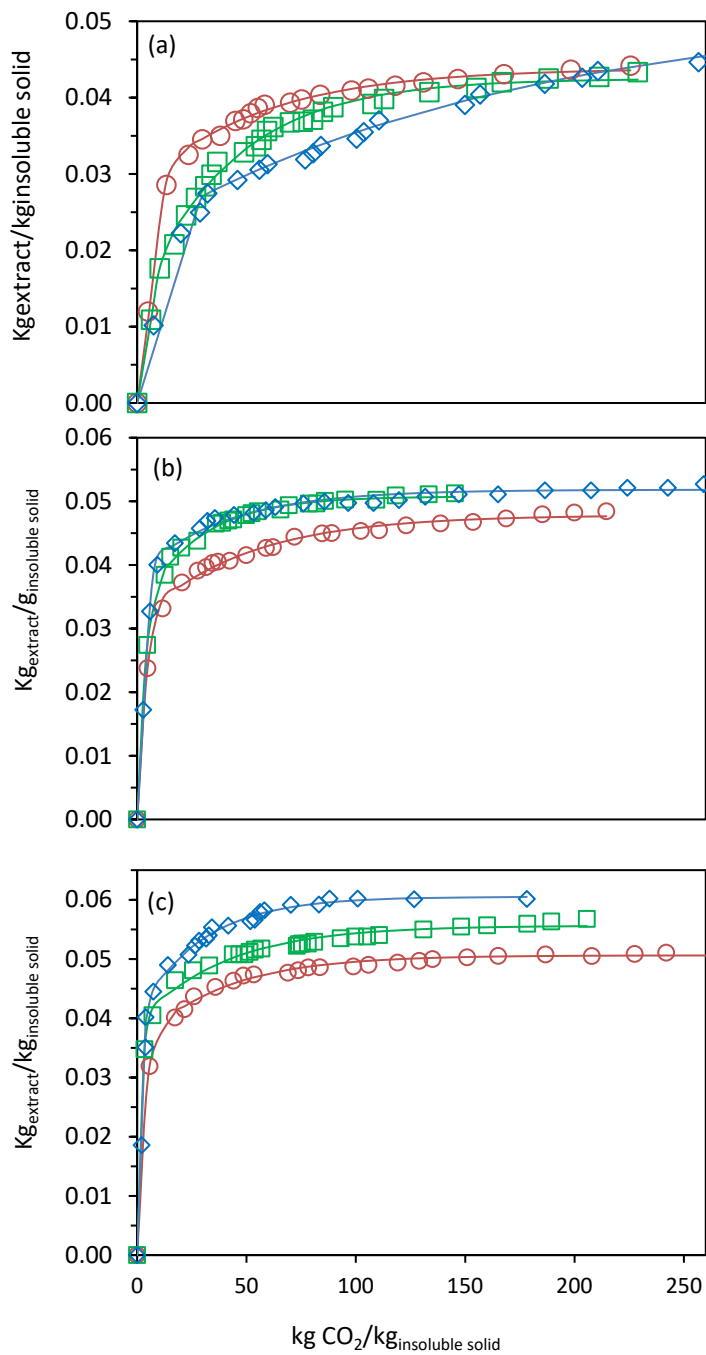 (a)
0.05
0.04
0.03
0.02
0.01
0.00
Kgextract/kginsoluble solid
(b)
0.06
0.05
0.04
0.03
0.02
0.01
0.00
Kgextract/ginsoluble solid
(c)
0.06
0.05
0.04
0.03
0.02
0.01
0.00
Kgextract/kginsoluble solid
0 50 100 150 200 250
kg CO2/kginsoluble solid